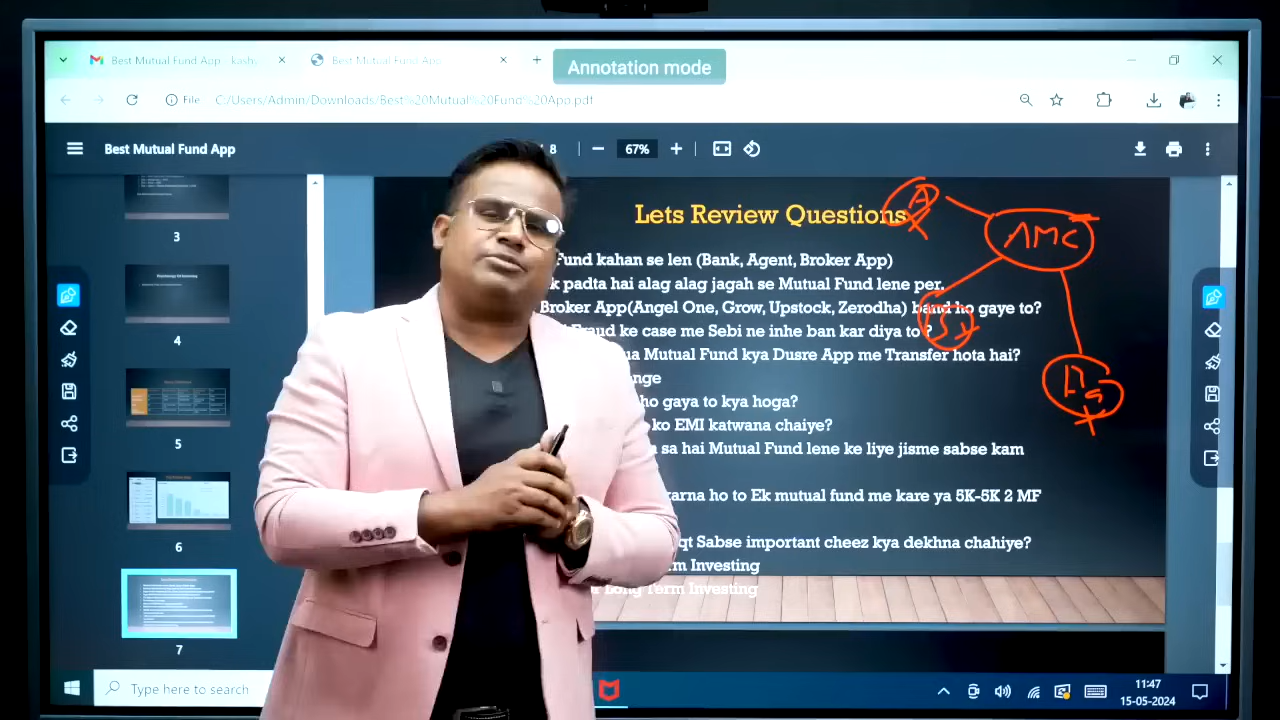 Best Mutual Fund App - kash
Best Mutual Fund App
Annotation mode
File
C:/Users/Admin/Downloads/Best%20Mutual%20Fund%20App.pdf
Best Mutual Fund App
8
67%
Lets Review Questions
A
AMC
Fund kahan se len (Bank, Agent, Broker App)
k padta hai alag alag jagah se Mutual Fund lene per.
Broker App(Angel One, Grow, Upstock, Zerodha) band ho gaye to?
Fraud ke case me Sebi ne inhe ban kar diya to ?
ua Mutual Fund kya Dusre App me Transfer hota hai?
nge
ho gaya to kya hoga?
ko EMI katwana chaiye?
sa hai Mutual Fund lene ke liye jisme sabse kam
karna ho to Ek mutual fund me kare ya 5K-5K 2 MF
qt Sabse important cheez kya dekhna chahiye?
rm Investing
r Long Term Investing
3
4
5
6
7
Type here to search
11:47
15-05-2024